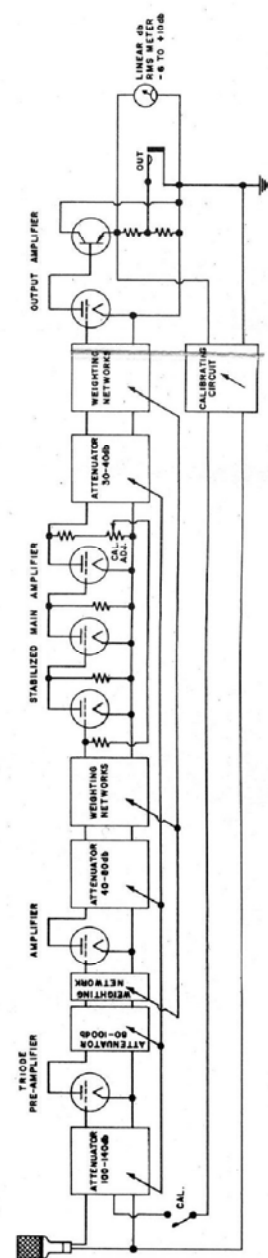 TRIODE
PRE-AMPLIFIER
AMPLIFIER
STABILIZED MAIN AMPLIFIER
OUTPUT AMPLIFIER
LINEAR db
RMS METER
-6 TO +10db
ATTENUATOR
100-140db
ATTENUATOR
80-100db
WEIGHTING
NETWORK
ATTENUATOR
40-80db
WEIGHTING
NETWORKS
CAL.
ADJ.
ATTENUATOR
30-40db
WEIGHTING
NETWORKS
OUT
CAL.
CALIBRATING
CIRCUIT